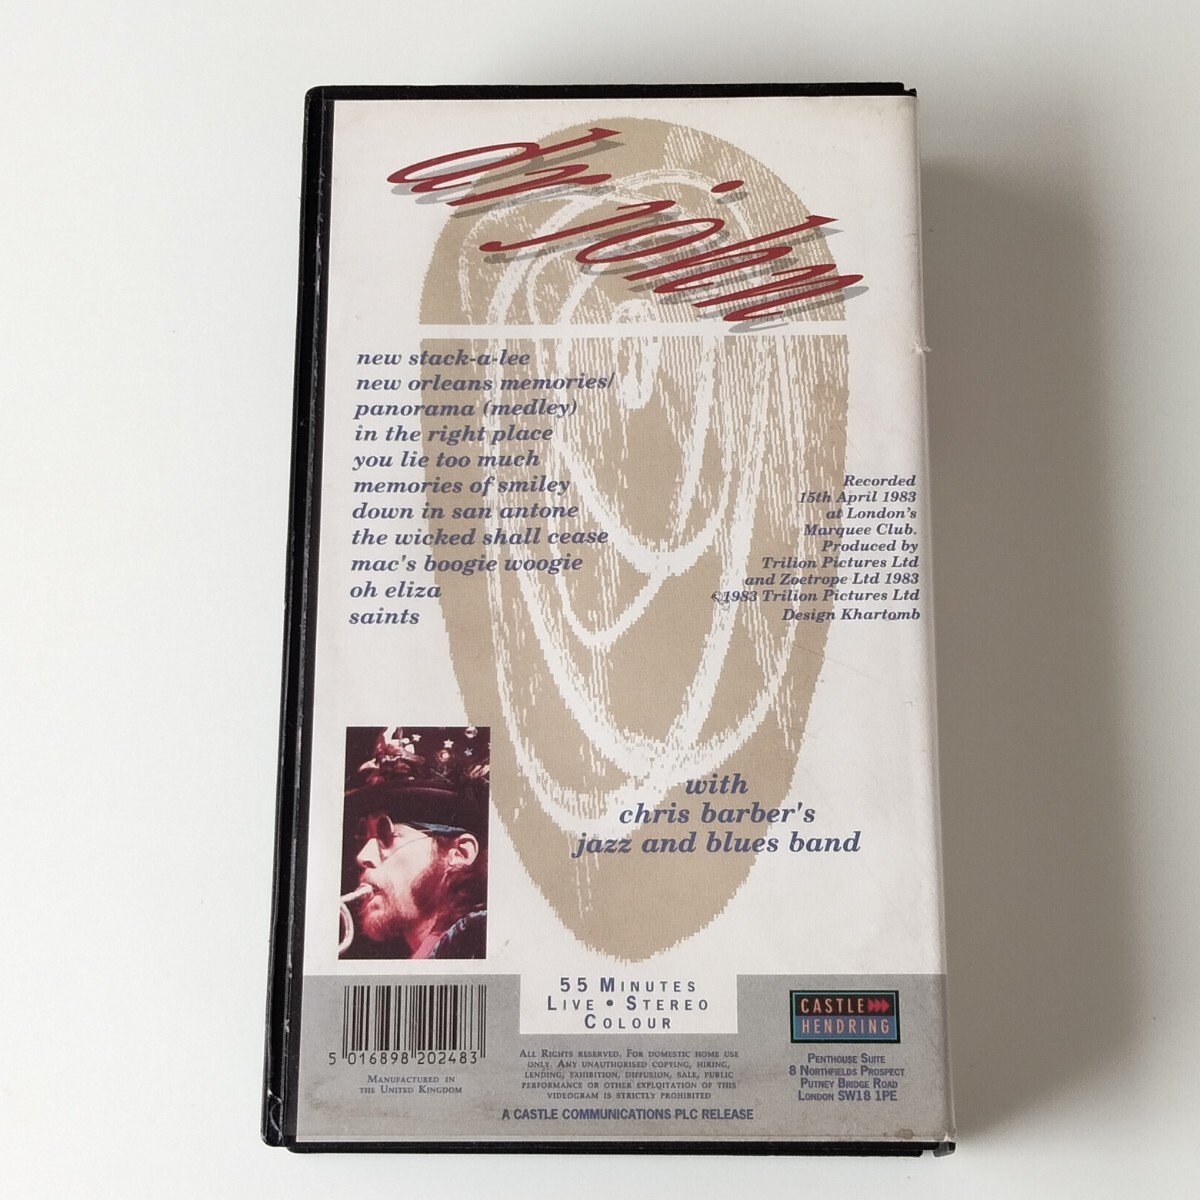 dr john
new stack-a-lee
new orleans memories/
panorama (medley)
in the right place
you lie too much
memories of smiley
down in san antone
the wicked shall cease
mac's boogie woogie
oh eliza
saints
Recorded
15th April 1983
at London's
Marquee Club.
Produced by
Trilion Pictures Ltd
and Zoetrope Ltd 1983
©1983 Trilion Pictures Ltd
Design Khartomb
with
chris barber's
jazz and blues band
55 MINUTES
LIVE • STEREO
COLOUR
5 016898 202483
MANUFACTURED IN
THE UNITED KINGDOM
ALL RIGHTS RESERVED. FOR DOMESTIC HOME USE
ONLY. ANY UNAUTHORISED COPYING, HIRING,
LENDING, EXHIBITION, DIFFUSION, SALE, PUBLIC
PERFORMANCE OR OTHER EXPLOITATION OF THIS
VIDEOGRAM IS STRICTLY PROHIBITED
A CASTLE COMMUNICATIONS PLC RELEASE
CASTLE
HENDRING
PENTHOUSE SUITE
8 NORTHFIELDS PROSPECT
PUTNEY BRIDGE ROAD
LONDON SW18 1PE